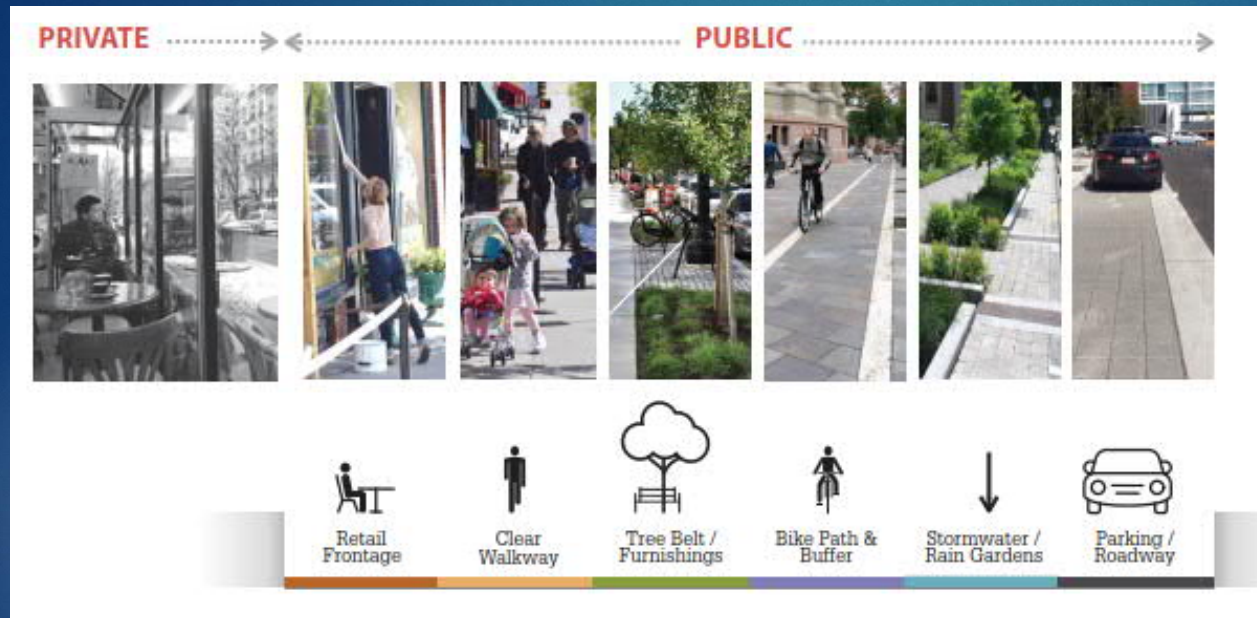 PRIVATE
PUBLIC
Retail
Frontage
Clear
Walkway
Tree Belt /
Furnishings
Bike Path &
Buffer
Stormwater /
Rain Gardens
Parking /
Roadway